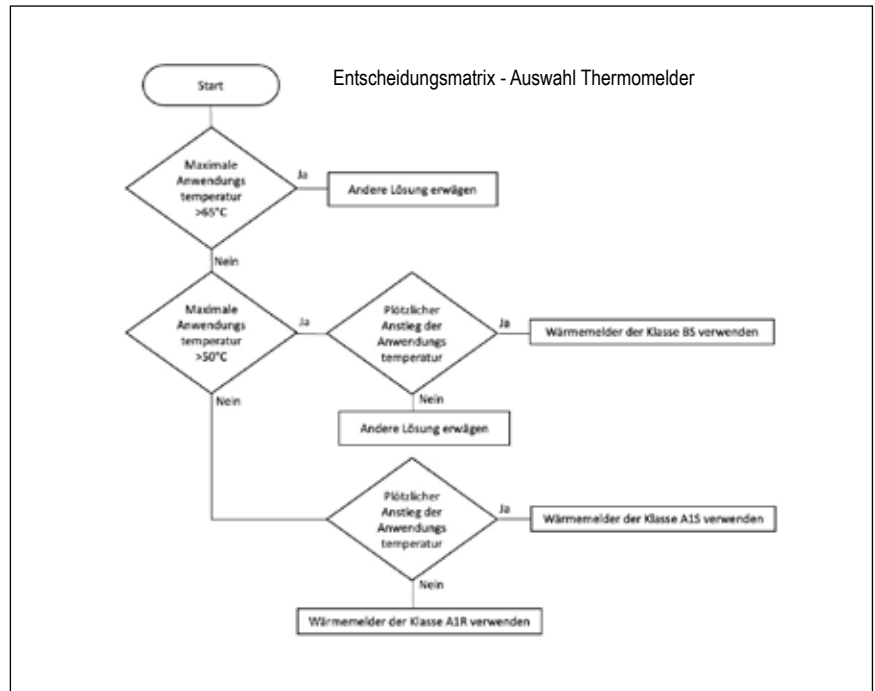 Entscheidungsmatrix - Auswahl Thermomelder
Start
Maximale
Anwendungs
temperatur
>65°C
Ja
Andere Lösung erwägen
Nein
Maximale
Anwendungs
temperatur
>50°C
Ja
Plötzlicher
Anstieg der
Anwendungs
temperatur
Ja
Wärmemelder der Klasse BS verwenden
Nein
Nein
Andere Lösung erwägen
Plötzlicher
Anstieg der
Anwendungs
temperatur
Ja
Wärmemelder der Klasse A1S verwenden
Nein
Wärmemelder der Klasse A1R verwenden